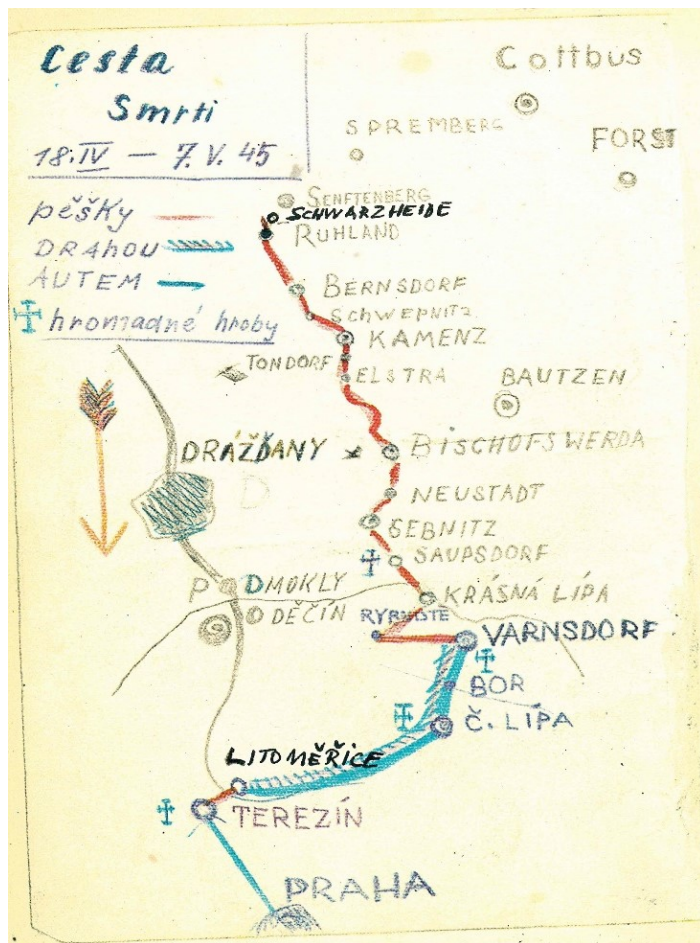 Cesta
Smrti
18.IV — 7.V.45
pěšky
DRAHOU
AUTEM
hromadné hroby
Cottbus
SPREMBERG
FORST
SENFTENBERG
SCHWARZHEIDE
RUHLAND
BERNSDORF
SCHWEPNITZ
KAMENZ
TONDORF
ELSTRA
BAUTZEN
DRÁŽĎANY
BISCHOFSWERDA
D
NEUSTADT
SEBNITZ
SAUPSDORF
P
DMOKLY
KRÁSNÁ LÍPA
DĚČÍN
RYBNIŠTĚ
VARNSDORF
BOR
Č. LÍPA
LITOMĚŘICE
TEREZÍN
PRAHA